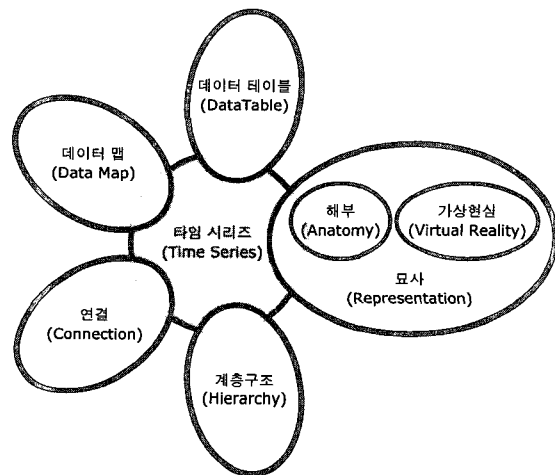 데이터 테이블
(DataTable)
데이터 맵
(Data Map)
타임 시리즈
(Time Series)
해부
(Anatomy)
가상현실
(Virtual Reality)
묘사
(Representation)
연결
(Connection)
계층구조
(Hierarchy)